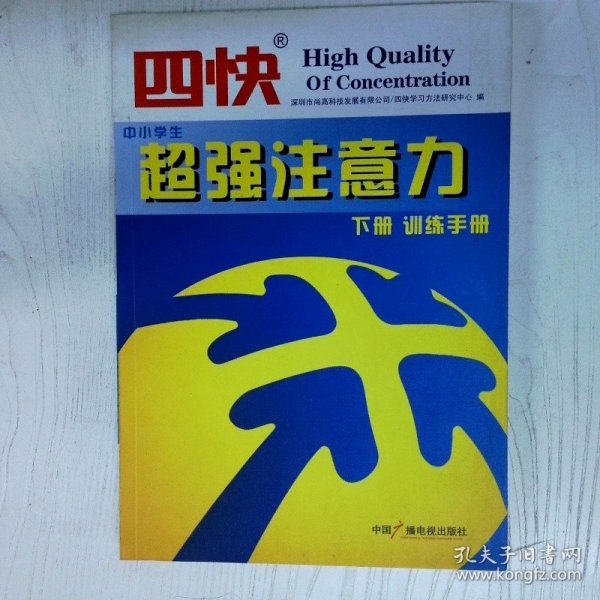 四快®
High Quality
Of Concentration
深圳市尚高科技发展有限公司/四快学习方法研究中心 编
中小学生
超强注意力
下册 训练手册
中国广播电视出版社
孔夫子旧书网
www.kongfz.com